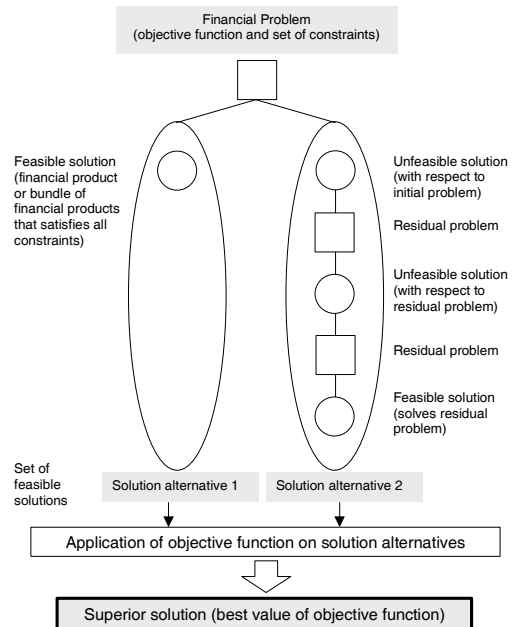 Financial Problem
(objective function and set of constraints)
Feasible solution
(financial product
or bundle of
financial products
that satisfies all
constraints)
Unfeasible solution
(with respect to
initial problem)
Residual problem
Unfeasible solution
(with respect to
residual problem)
Residual problem
Feasible solution
(solves residual
problem)
Set of
feasible
solutions
Solution alternative 1
Solution alternative 2
Application of objective function on solution alternatives
Superior solution (best value of objective function)